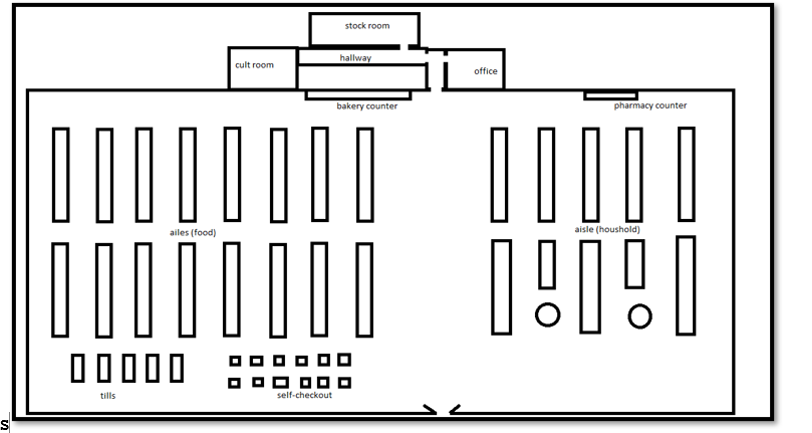 stock room
hallway
cult room
office
bakery counter
pharmacy counter
ailes (food)
aisle (houshold)
tills
self-checkout
s